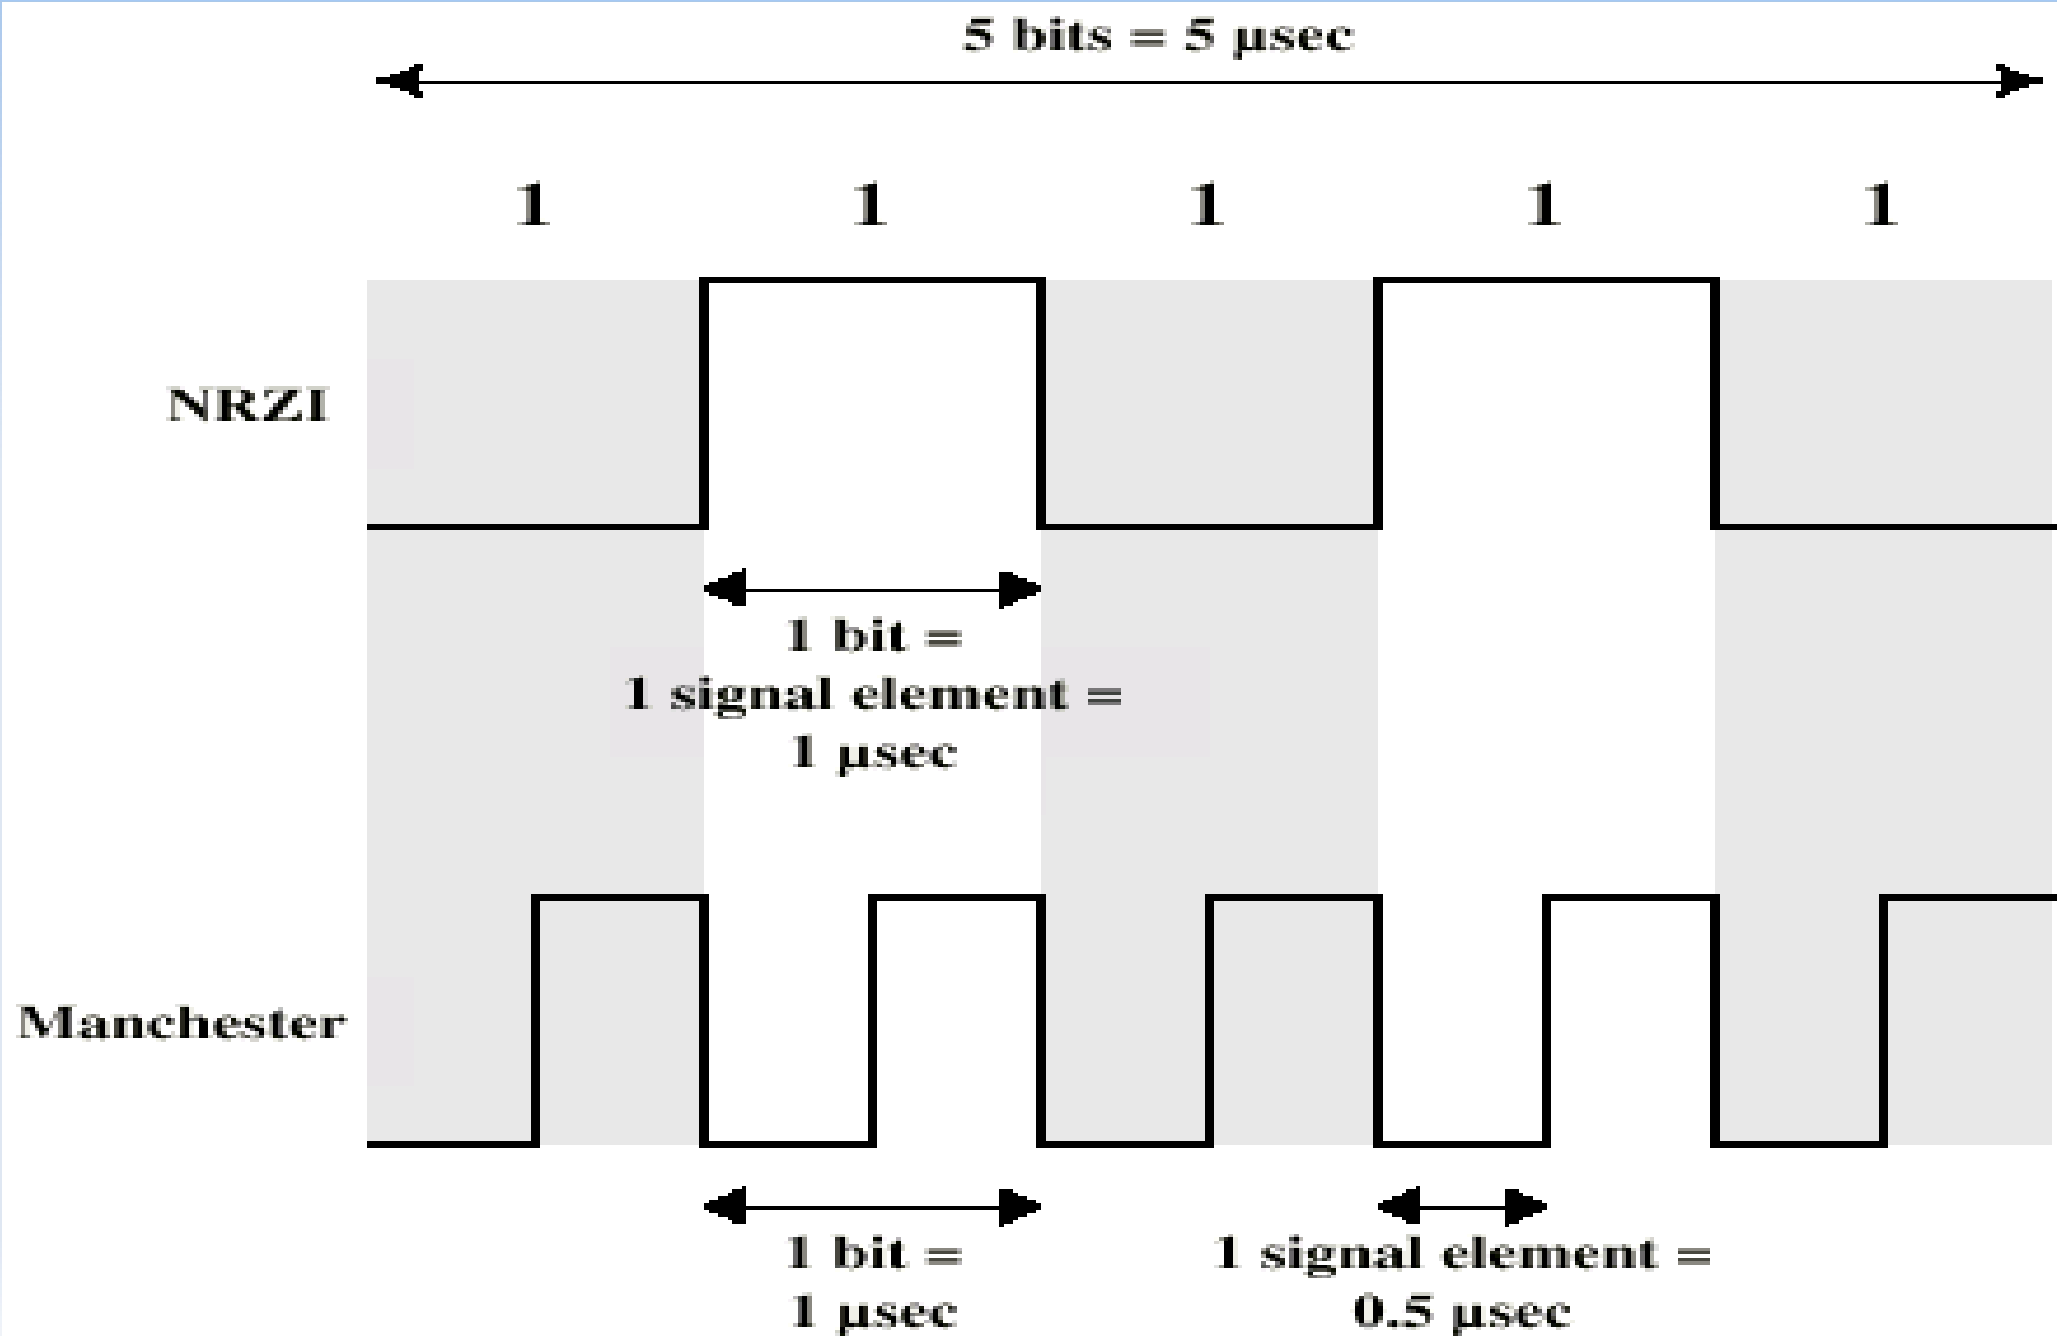 5 bits = 5 µsec
1 1 1 1 1
NRZI
1 bit =
1 signal element =
1 µsec
Manchester
1 bit =
1 µsec
1 signal element =
0.5 µsec